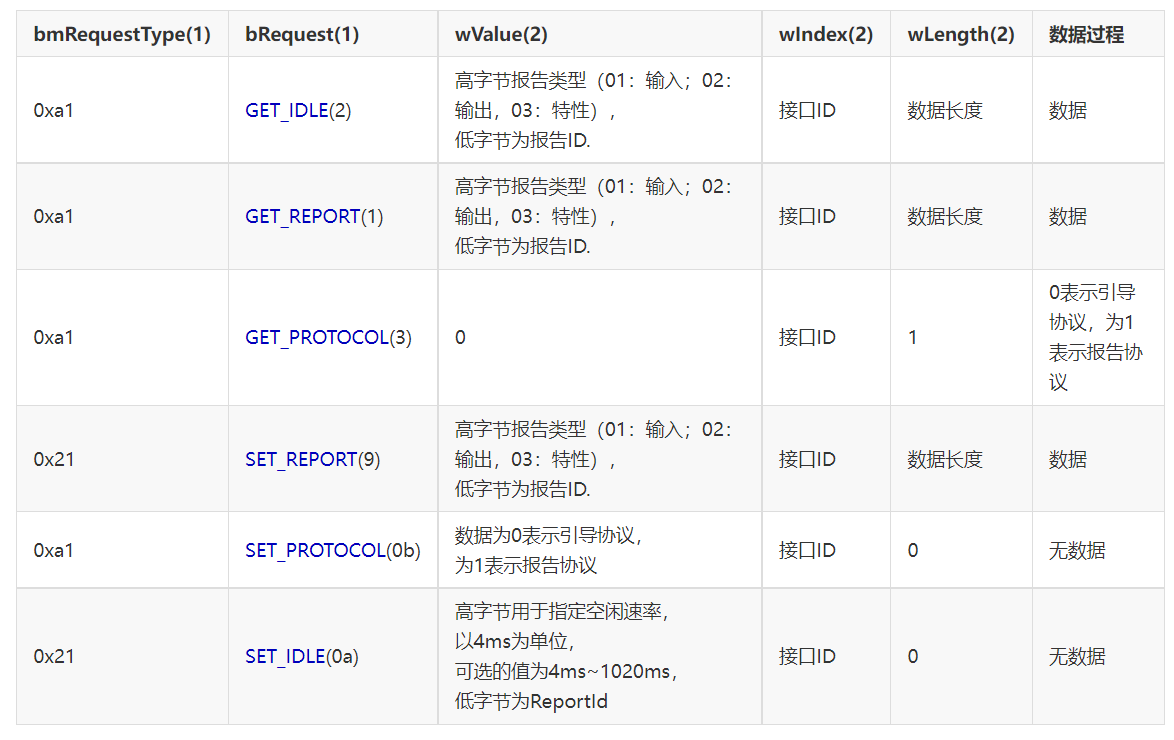 bmRequestType(1) bRequest(1) wValue(2) wIndex(2) wLength(2) 数据过程
0xa1 GET_IDLE(2) 高字节报告类型（01：输入；02：
输出，03：特性），
低字节为报告ID. 接口ID 数据长度 数据
0xa1 GET_REPORT(1) 高字节报告类型（01：输入；02：
输出，03：特性），
低字节为报告ID. 接口ID 数据长度 数据
0xa1 GET_PROTOCOL(3) 0 接口ID 1 0表示引导
协议，为1
表示报告协
议
0x21 SET_REPORT(9) 高字节报告类型（01：输入；02：
输出，03：特性），
低字节为报告ID. 接口ID 数据长度 数据
0xa1 SET_PROTOCOL(0b) 数据为0表示引导协议，
为1表示报告协议 接口ID 0 无数据
0x21 SET_IDLE(0a) 高字节用于指定空闲速率，
以4ms为单位，
可选的值为4ms~1020ms，
低字节为ReportId 接口ID 0 无数据